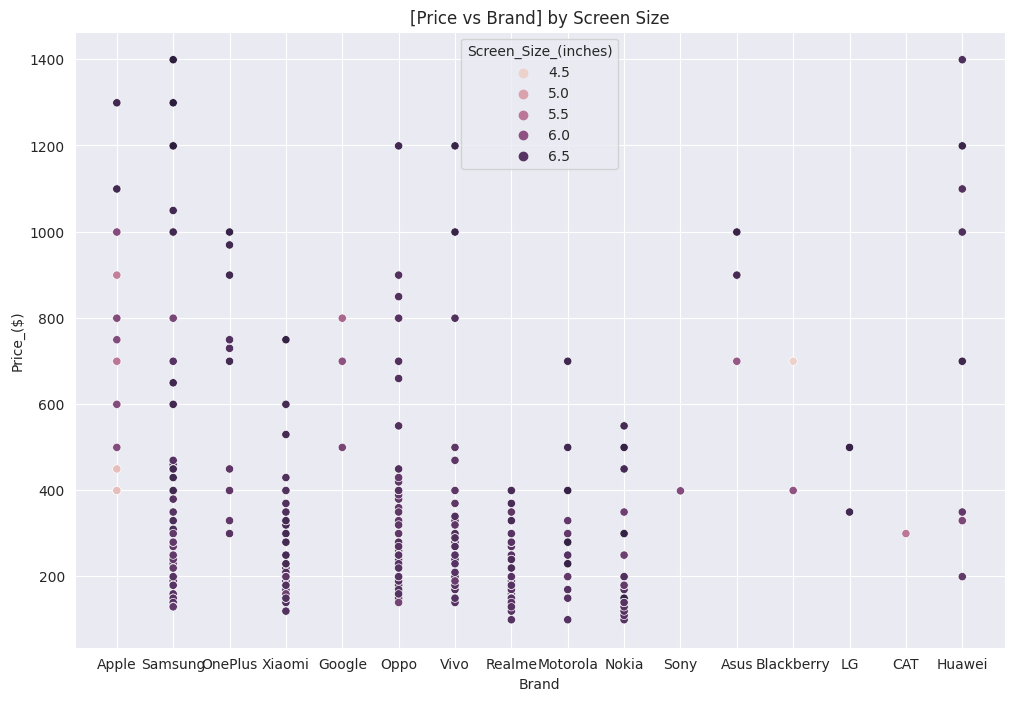 [Price vs Brand] by Screen Size
Screen_Size_(inches)
4.5
5.0
5.5
6.0
6.5
Price_($)
1400
1200
1000
800
600
400
200
Apple Samsung OnePlus Xiaomi Google Oppo Vivo Realme Motorola Nokia Sony Asus Blackberry LG CAT Huawei
Brand